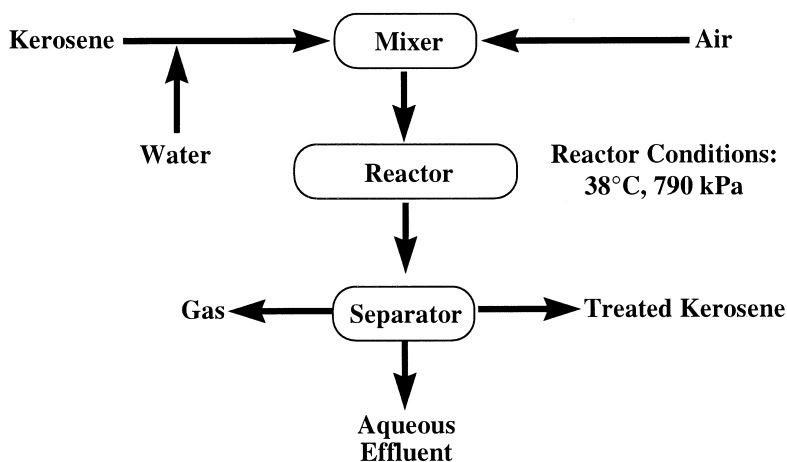 Kerosene
Mixer
Air
Water
Reactor
Reactor Conditions:
38°C, 790 kPa
Gas
Separator
Treated Kerosene
Aqueous
Effluent